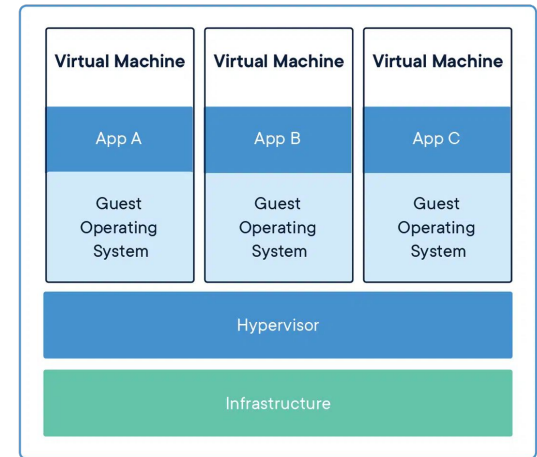 Virtual Machine
Virtual Machine
Virtual Machine
App A
App B
App C
Guest
Operating
System
Guest
Operating
System
Guest
Operating
System
Hypervisor
Infrastructure